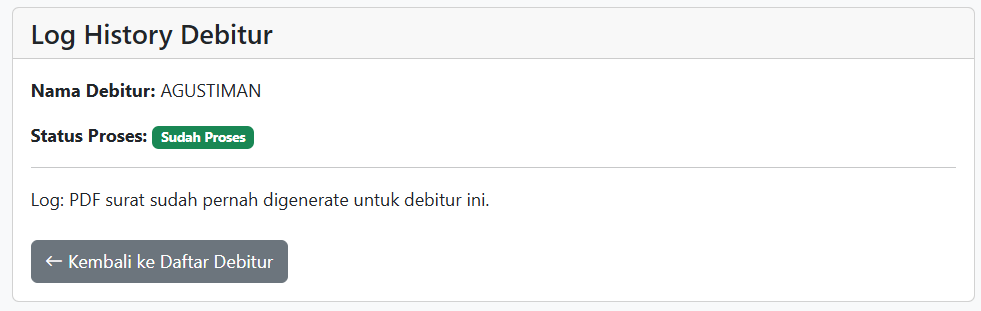 Log History Debitur
Nama Debitur: AGUSTIMAN
Status Proses: Sudah Proses
Log: PDF surat sudah pernah digenerate untuk debitur ini.
← Kembali ke Daftar Debitur